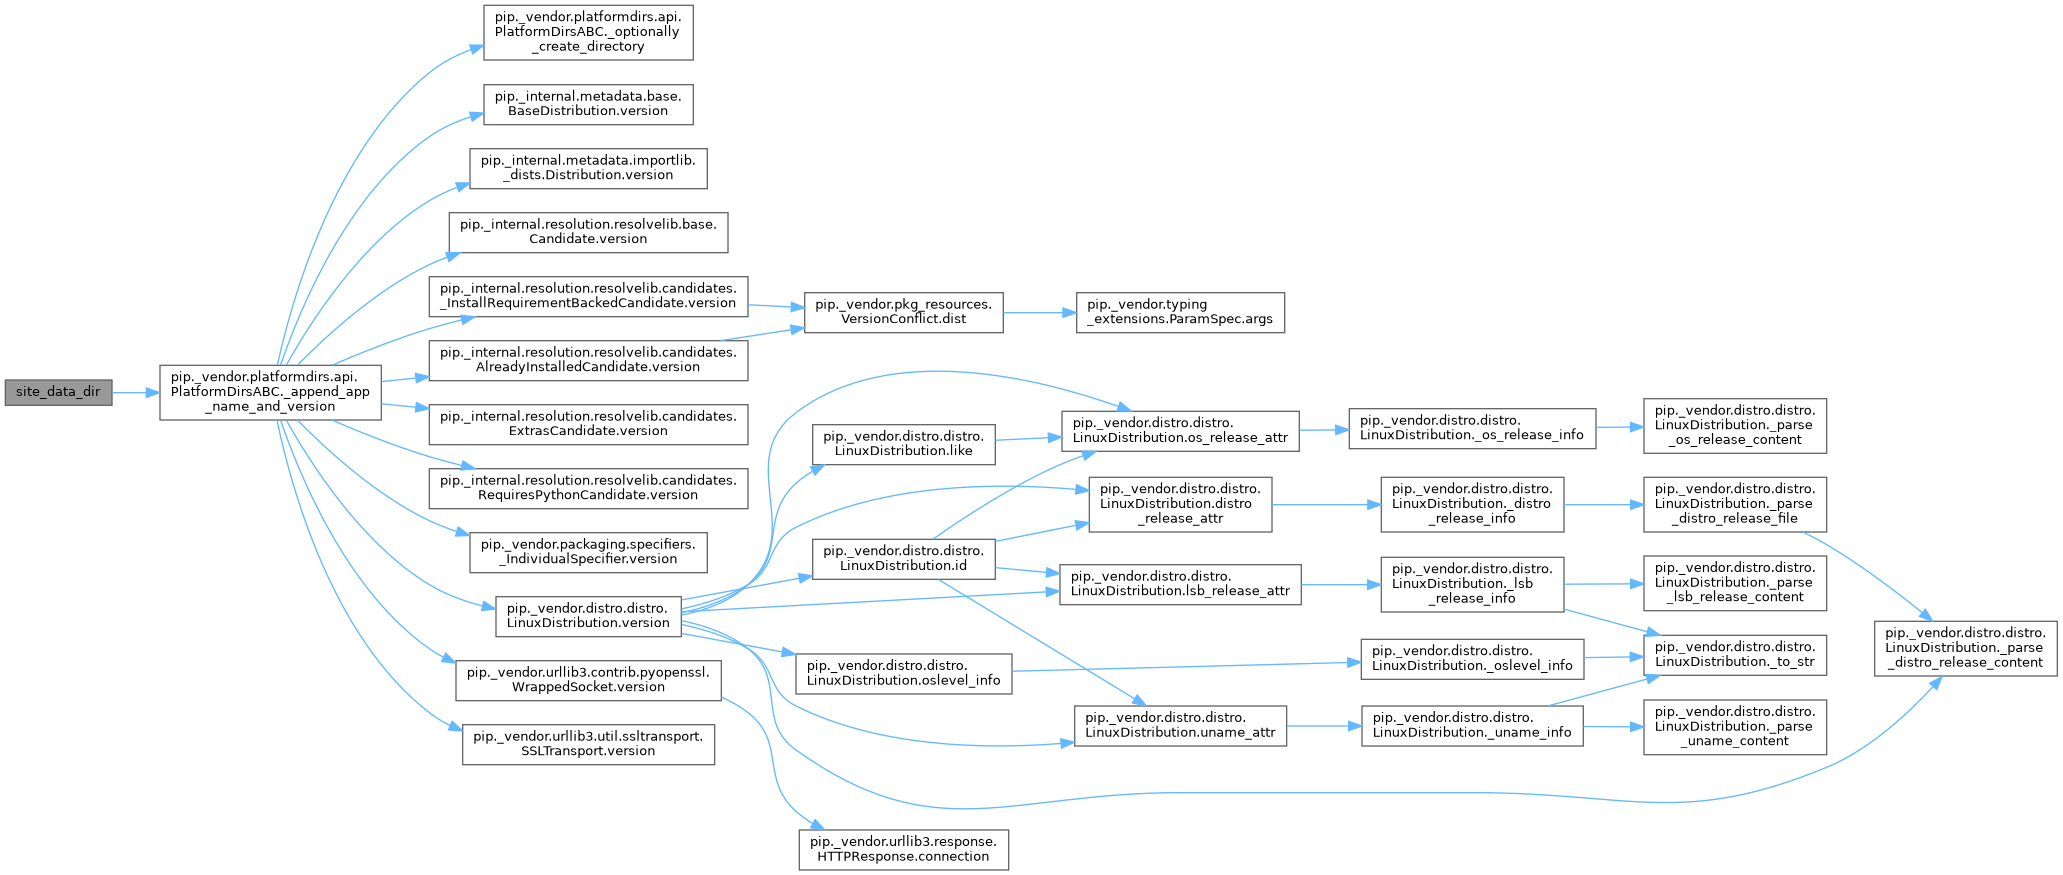 site_data_dir
pip._vendor.platformdirs.api.
PlatformDirsABC._append_app
_name_and_version
pip._vendor.platformdirs.api.
PlatformDirsABC._optionally
_create_directory
pip._internal.metadata.base.
BaseDistribution.version
pip._internal.metadata.importlib.
_dists.Distribution.version
pip._internal.resolution.resolvelib.base.
Candidate.version
pip._internal.resolution.resolvelib.candidates.
_InstallRequirementBackedCandidate.version
pip._internal.resolution.resolvelib.candidates.
AlreadyInstalledCandidate.version
pip._internal.resolution.resolvelib.candidates.
ExtrasCandidate.version
pip._internal.resolution.resolvelib.candidates.
RequiresPythonCandidate.version
pip._vendor.packaging.specifiers.
_IndividualSpecifier.version
pip._vendor.distro.distro.
LinuxDistribution.version
pip._vendor.urllib3.contrib.pyopenssl.
WrappedSocket.version
pip._vendor.urllib3.util.ssltransport.
SSLTransport.version
pip._vendor.pkg_resources.
VersionConflict.dist
pip._vendor.typing
_extensions.ParamSpec.args
pip._vendor.distro.distro.
LinuxDistribution.like
pip._vendor.distro.distro.
LinuxDistribution.id
pip._vendor.distro.distro.
LinuxDistribution.oslevel_info
pip._vendor.urllib3.response.
HTTPResponse.connection
pip._vendor.distro.distro.
LinuxDistribution.os_release_attr
pip._vendor.distro.distro.
LinuxDistribution.distro
_release_attr
pip._vendor.distro.distro.
LinuxDistribution.lsb_release_attr
pip._vendor.distro.distro.
LinuxDistribution.uname_attr
pip._vendor.distro.distro.
LinuxDistribution._os_release_info
pip._vendor.distro.distro.
LinuxDistribution._distro
_release_info
pip._vendor.distro.distro.
LinuxDistribution._lsb
_release_info
pip._vendor.distro.distro.
LinuxDistribution._oslevel_info
pip._vendor.distro.distro.
LinuxDistribution._uname_info
pip._vendor.distro.distro.
LinuxDistribution._parse
_os_release_content
pip._vendor.distro.distro.
LinuxDistribution._parse
_distro_release_file
pip._vendor.distro.distro.
LinuxDistribution._parse
_lsb_release_content
pip._vendor.distro.distro.
LinuxDistribution._to_str
pip._vendor.distro.distro.
LinuxDistribution._parse
_uname_content
pip._vendor.distro.distro.
LinuxDistribution._parse
_distro_release_content